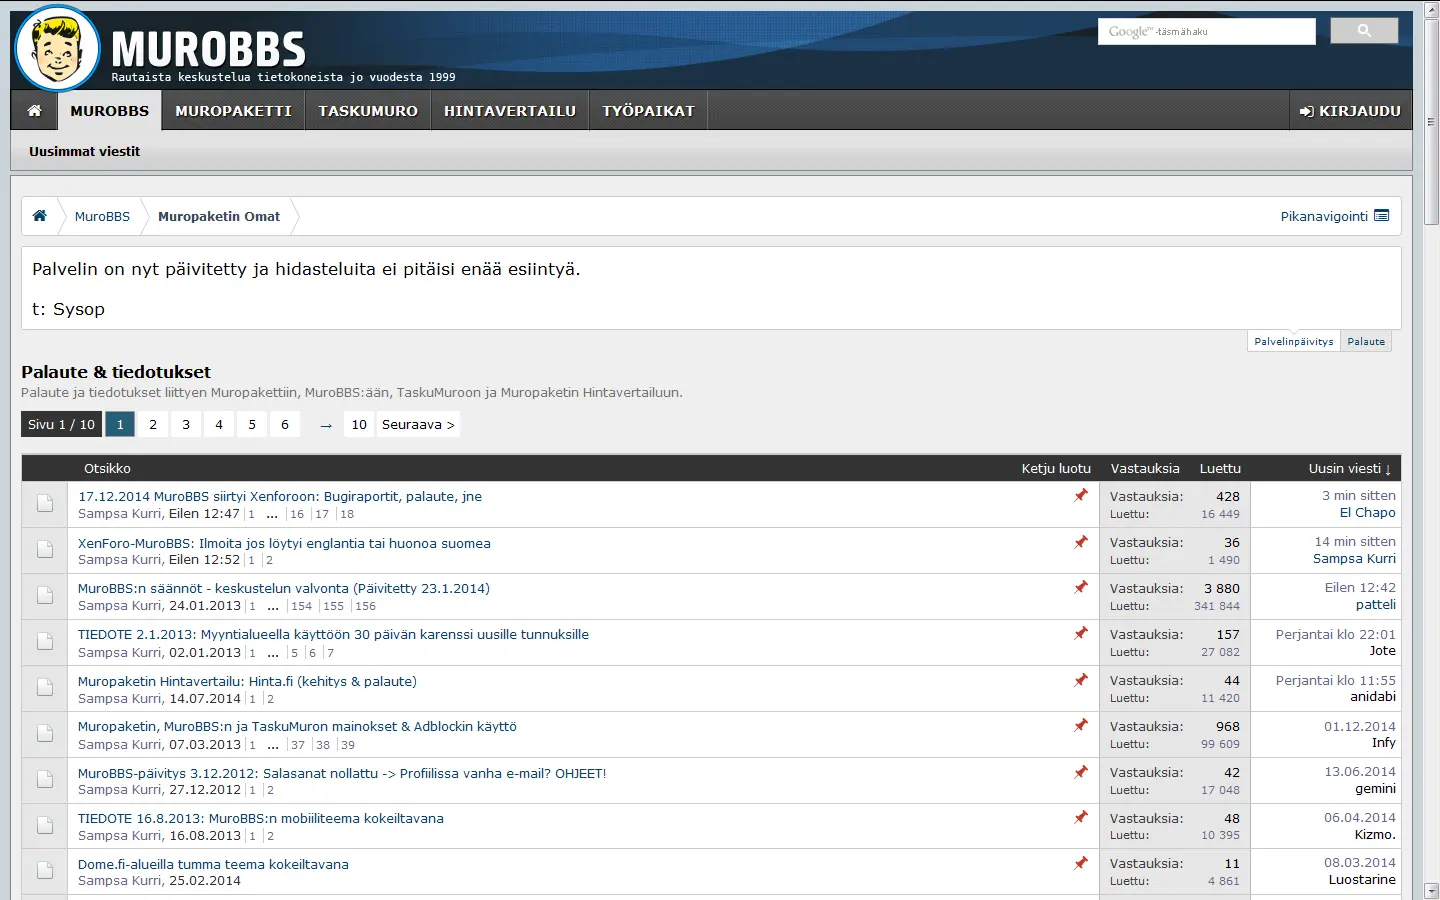 MUROBBS
Rautaista keskustelua tietokoneista jo vuodesta 1999
Google™ -täsmähaku
MUROBBS MUROPAKETTI TASKUMURO HINTAVERTAILU TYÖPAIKAT KIRJAUDU
Uusimmat viestit
MuroBBS Muropaketin Omat Pikanavigointi
Palvelin on nyt päivitetty ja hidasteluita ei pitäisi enää esiintyä.
t: Sysop
Palvelinpäivitys Palaute
Palaute & tiedotukset
Palaute ja tiedotukset liittyen Muropakettiin, MuroBBS:ään, TaskuMuroon ja Muropaketin Hintavertailuun.
Sivu 1 / 10 1 2 3 4 5 6 → 10 Seuraava >
Otsikko Ketju luotu Vastauksia Luettu Uusin viesti ↓
17.12.2014 MuroBBS siirtyi Xenforoon: Bugiraportit, palaute, jne Vastauksia: 428 3 min sitten
Sampsa Kurri, Eilen 12:47 1 ... 16 17 18 Luettu: 16 449 El Chapo
XenForo-MuroBBS: Ilmoita jos löytyi englantia tai huonoa suomea Vastauksia: 36 14 min sitten
Sampsa Kurri, Eilen 12:52 1 2 Luettu: 1 490 Sampsa Kurri
MuroBBS:n säännöt - keskustelun valvonta (Päivitetty 23.1.2014) Vastauksia: 3 880 Eilen 12:42
Sampsa Kurri, 24.01.2013 1 ... 154 155 156 Luettu: 341 844 patteli
TIEDOTE 2.1.2013: Myyntialueella käyttöön 30 päivän karenssi uusille tunnuksille Vastauksia: 157 Perjantai klo 22:01
Sampsa Kurri, 02.01.2013 1 ... 5 6 7 Luettu: 27 082 Jote
Muropaketin Hintavertailu: Hinta.fi (kehitys & palaute) Vastauksia: 44 Perjantai klo 11:55
Sampsa Kurri, 14.07.2014 1 2 Luettu: 11 420 anidabi
Muropaketin, MuroBBS:n ja TaskuMuron mainokset & Adblockin käyttö Vastauksia: 968 01.12.2014
Sampsa Kurri, 07.03.2013 1 ... 37 38 39 Luettu: 99 609 Infy
MuroBBS-päivitys 3.12.2012: Salasanat nollattu -> Profiilissa vanha e-mail? OHJEET! Vastauksia: 42 13.06.2014
Sampsa Kurri, 27.12.2012 1 2 Luettu: 17 048 gemini
TIEDOTE 16.8.2013: MuroBBS:n mobiiliteema kokeiltavana Vastauksia: 48 06.04.2014
Sampsa Kurri, 16.08.2013 1 2 Luettu: 10 395 Kizmo.
Dome.fi-alueilla tumma teema kokeiltavana Vastauksia: 11 08.03.2014
Sampsa Kurri, 25.02.2014 Luettu: 4 861 Luostarine